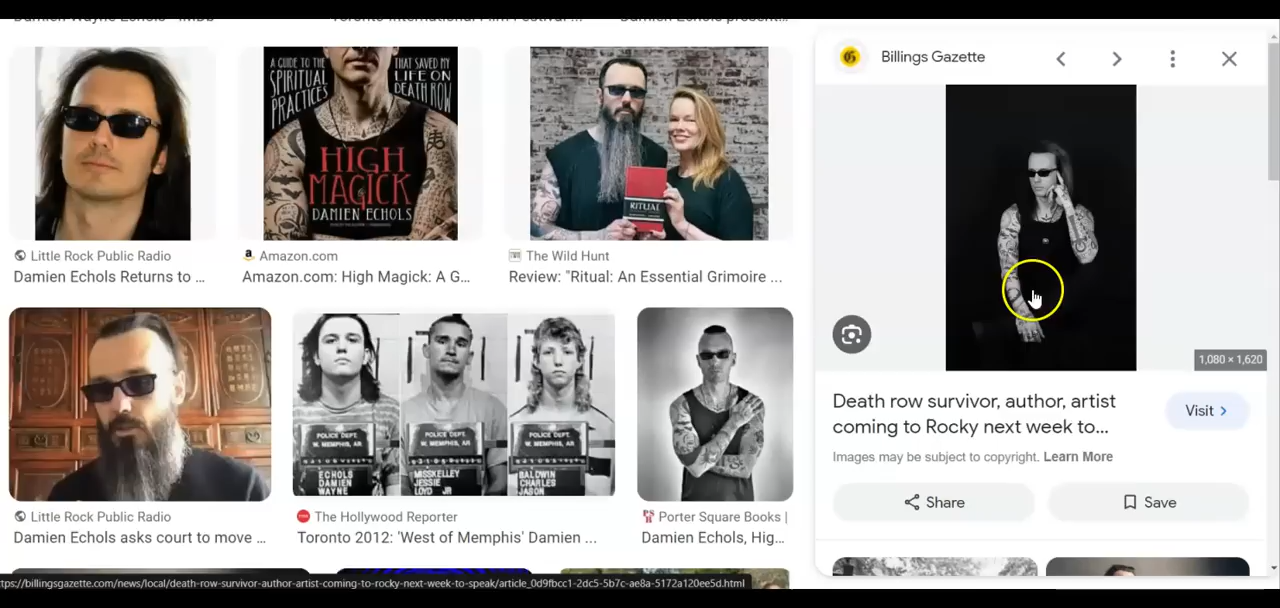 Damien Wayne Echols - IMDb
Toronto International Film Festival ...
Damien Echols present...
A GUIDE TO THE
SPIRITUAL
PRACTICES
THAT SAVED MY
LIFE ON
DEATH ROW
HIGH
MAGICK
DAMIEN ECHOLS
RITUAL
Little Rock Public Radio
Damien Echols Returns to ...
Amazon.com
Amazon.com: High Magick: A G...
The Wild Hunt
Review: "Ritual: An Essential Grimoire ...
POLICE DEPT.
W. MEMPHIS, AR
ECHOLS
DAMIEN
WAYNE
POLICE DEPT.
W. MEMPHIS, AR
MISSKELLEY
JESSIE
LOYD JR
POLICE DEPT.
W. MEMPHIS, AR
BALDWIN
CHARLES
JASON
Little Rock Public Radio
Damien Echols asks court to move ...
The Hollywood Reporter
Toronto 2012: 'West of Memphis' Damien ...
Porter Square Books |
Damien Echols, Hig...
ttps://billingsgazette.com/news/local/death-row-survivor-author-artist-coming-to-rocky-next-week-to-speak/article_0d9fbcc1-2dc5-5b7c-ae8a-5172a120ee5d.html
Billings Gazette
1,080 × 1,620
Death row survivor, author, artist
coming to Rocky next week to...
Visit
Images may be subject to copyright. Learn More
Share
Save